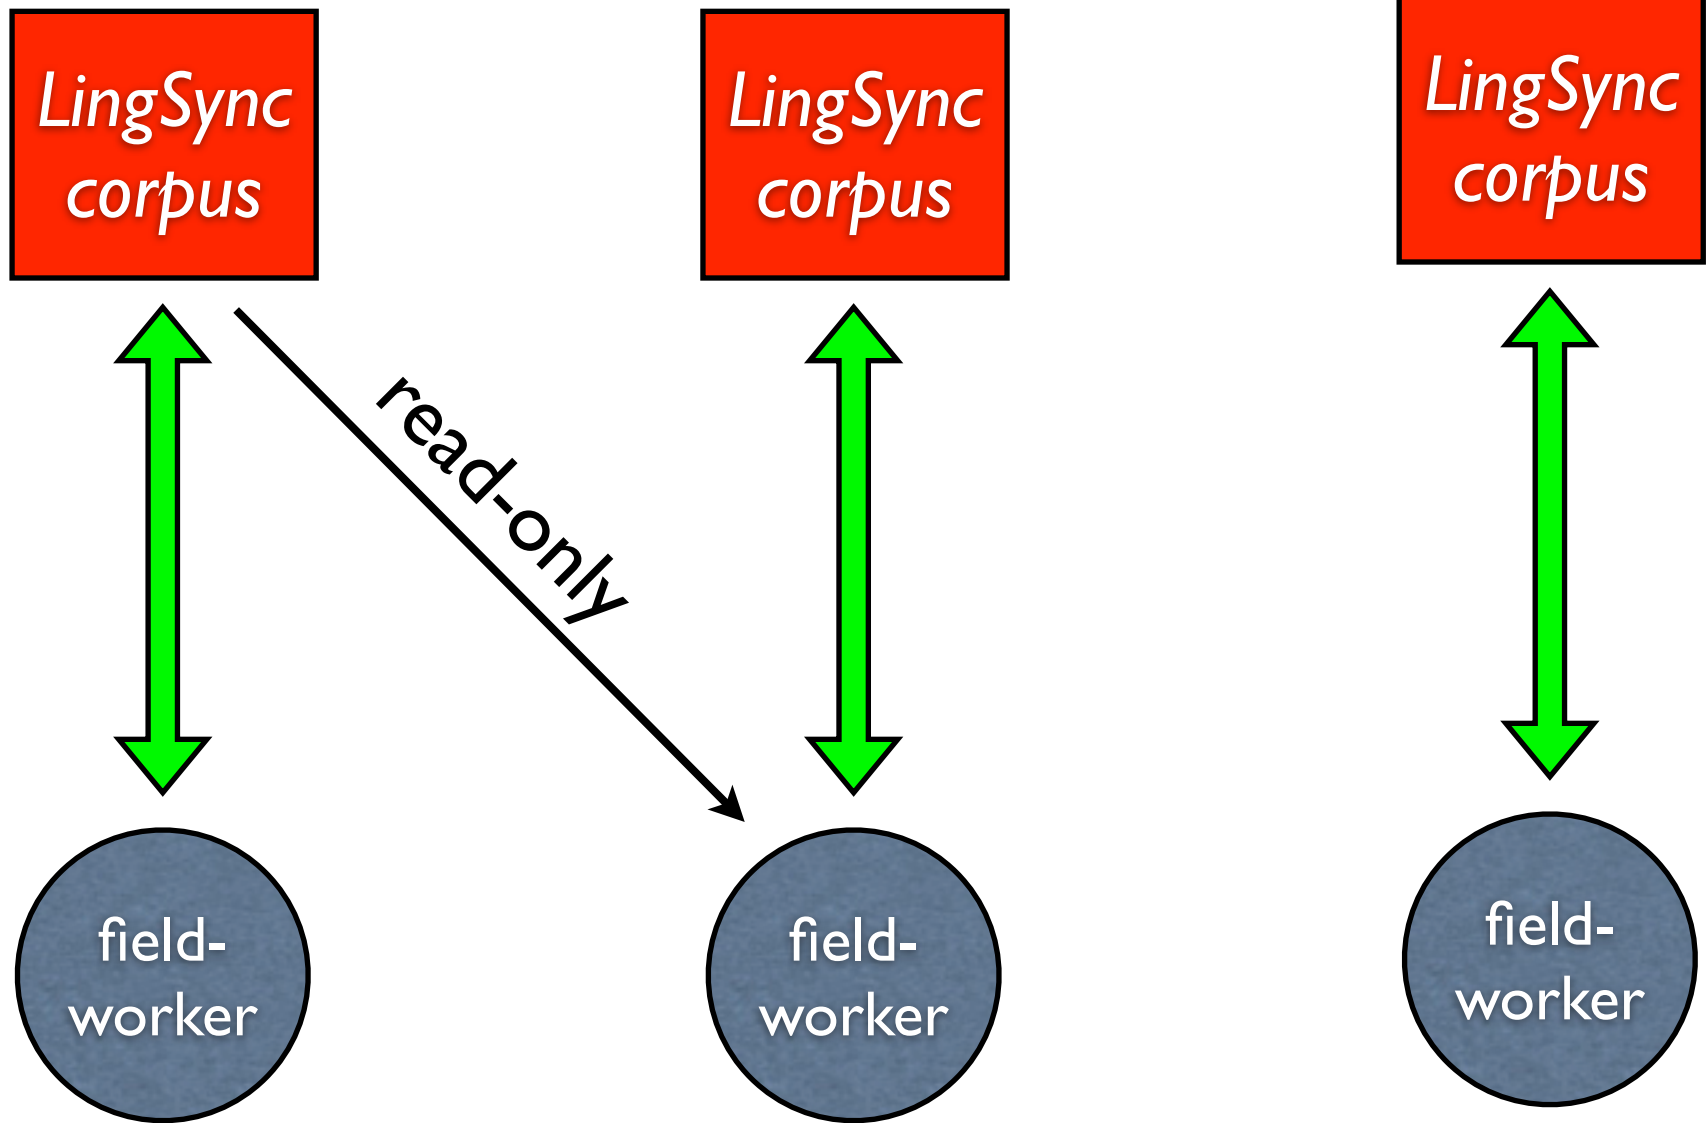 LingSync
corpus
LingSync
corpus
LingSync
corpus
read-only
field-
worker
field-
worker
field-
worker